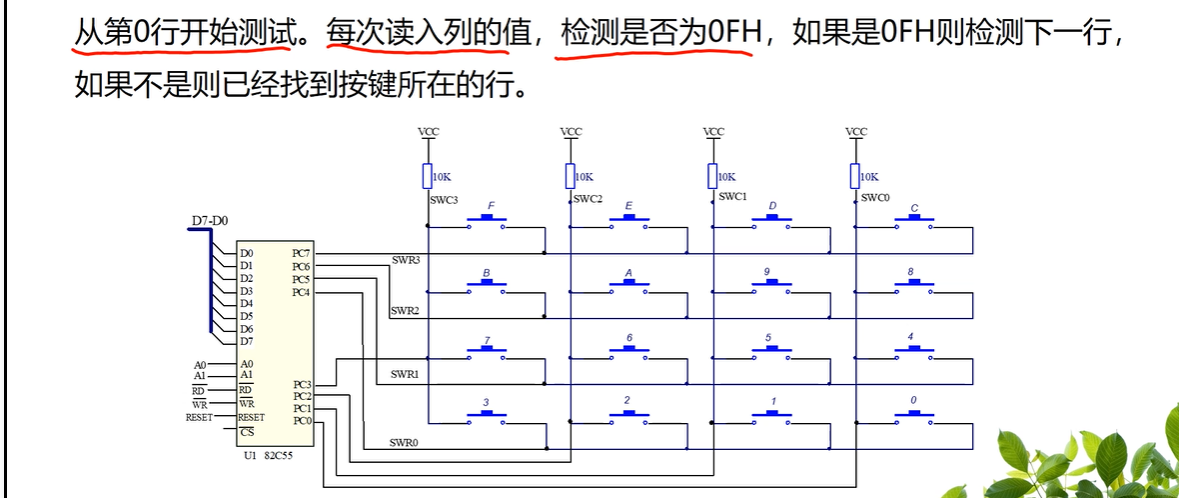 从第0行开始测试。每次读入列的值，检测是否为0FH，如果是0FH则检测下一行，
如果不是则已经找到按键所在的行。
VCC VCC VCC VCC
10K 10K 10K 10K
SWC3 SWC2 SWC1 SWC0
F E D C
D7-D0
D0 PC7
SWR3
D1 PC6
D2 PC5
D3 PC4
B A 9 8
D4
D5
SWR2
D6
D7
7 6 5 4
A0 A0
A1 A1
SWR1
RD RD PC3
WR WR PC2
3 2 1 0
PC1
RESET RESET PC0
CS
SWR0
U1 82C55